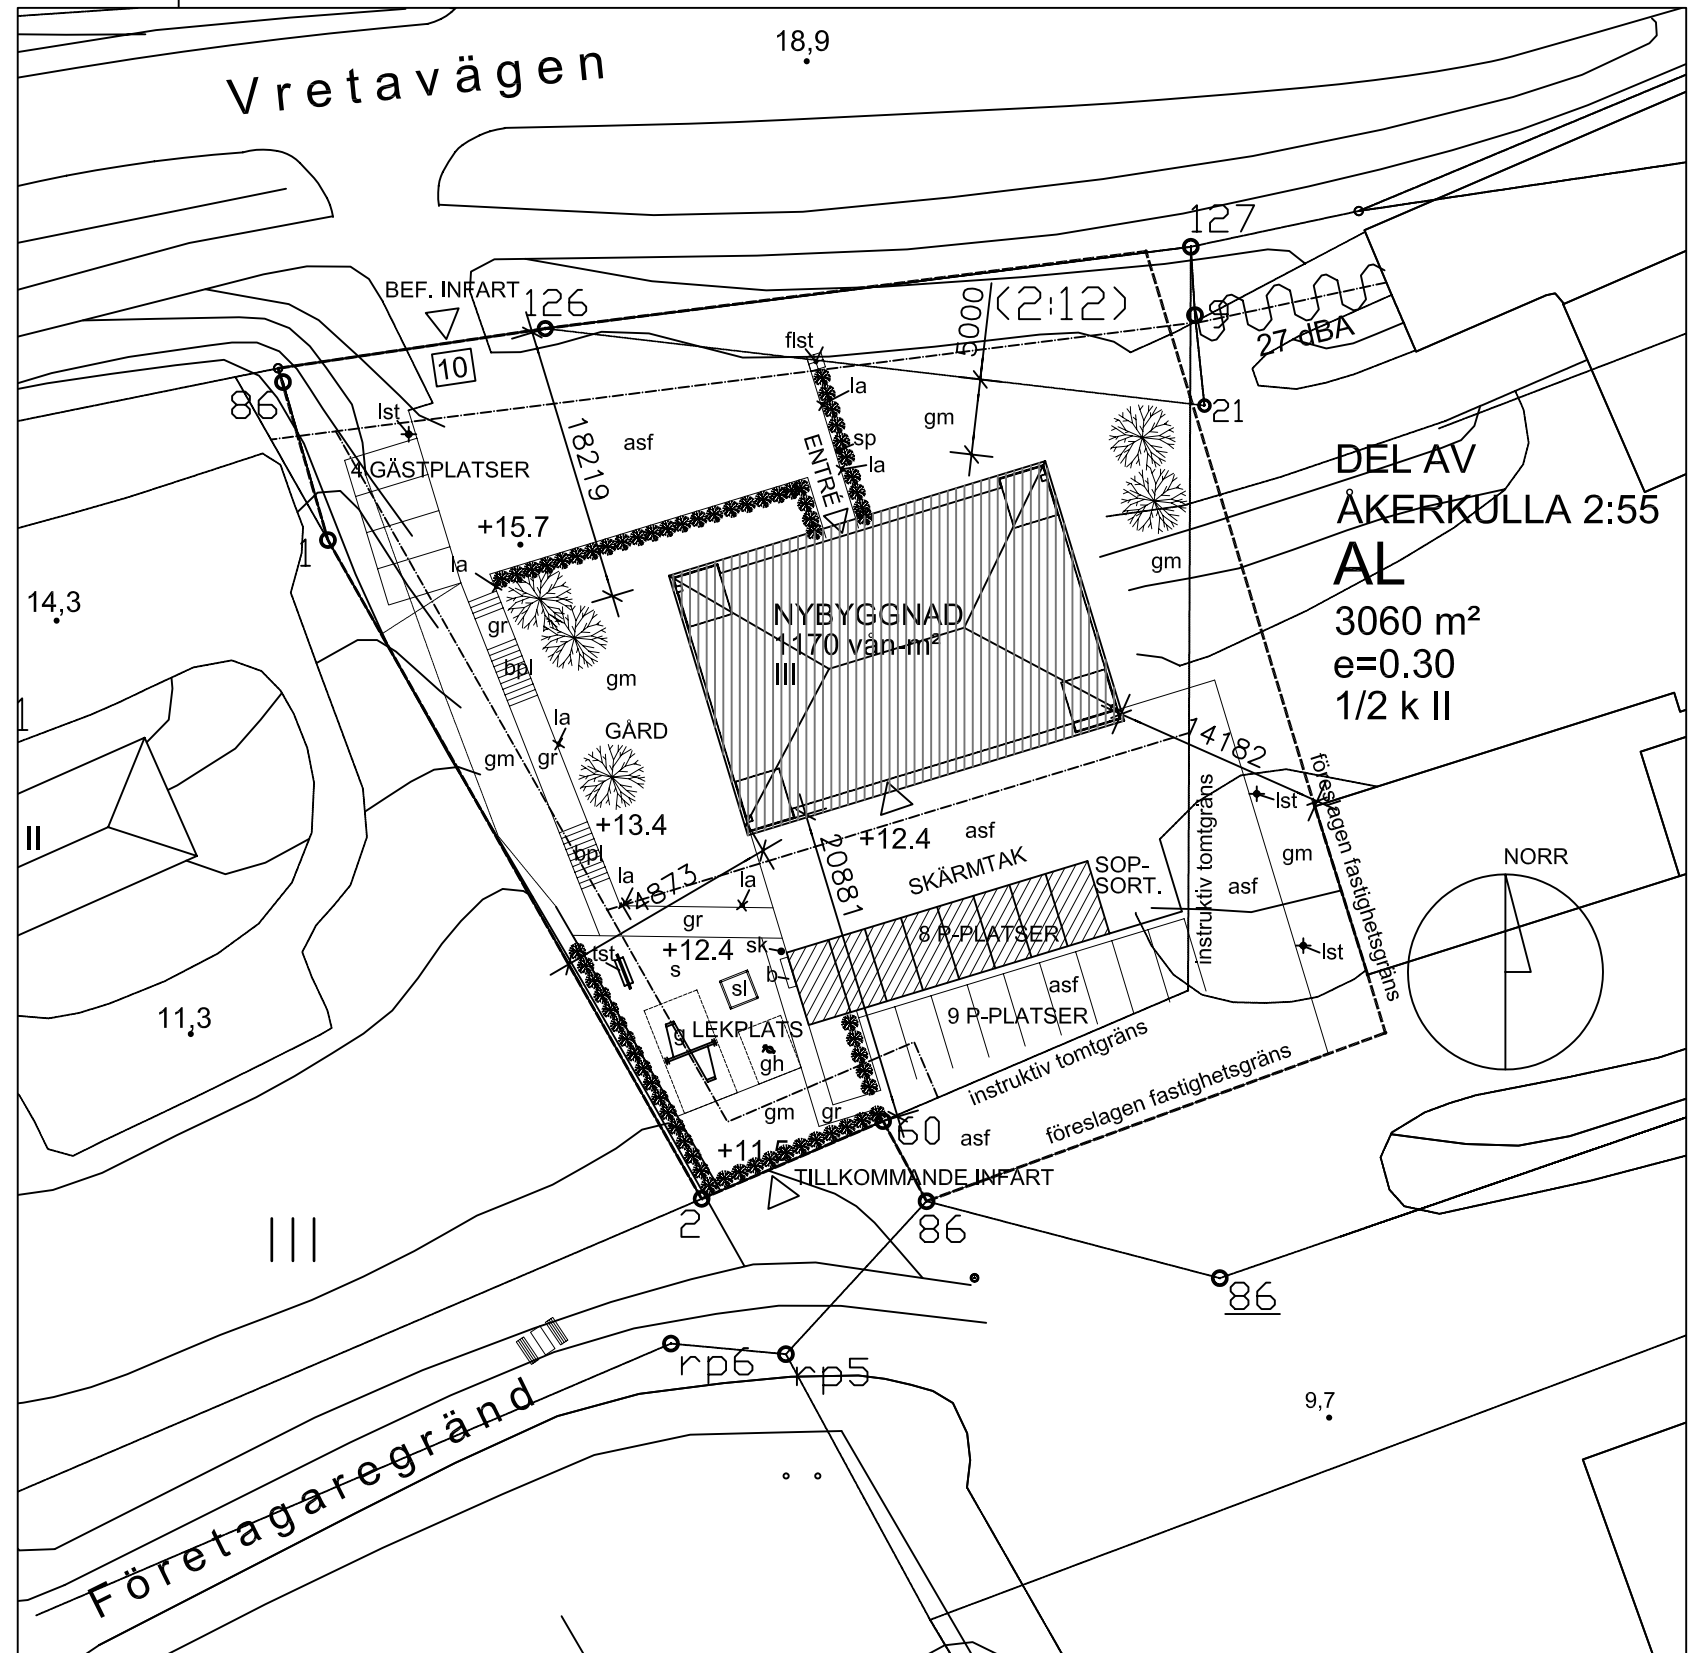 18,9
Vretavägen
127
BEF. INFART
126
(2:12)
5000
9
27 dBA
10
flst
86
la
lst
21
asf
gm
sp
18219
ENTRÉ
la
4 GÄSTPLATSER
DEL AV
ÅKERKULLA 2:55
AL
3060 m²
e=0.30
1/2 k II
+15.7
1
la
gm
14,3
gr
NYBYGGNAD
1170 vån-m²
III
bpl
gm
1
la
GÅRD
gr
gm
14182
föreslagen fastighetsgräns
instruktiv tomtgräns
lst
+13.4
+12.4
asf
II
bpl
20881
SKÄRMTAK
SOP-
SORT.
gm
NORR
la
4873
la
asf
gr
8 P-PLATSER
tst
+12.4
sk
lst
s
b
sl
asf
11,3
g
LEKPLATS
9 P-PLATSER
gh
instruktiv tomtgräns
föreslagen fastighetsgräns
gm
gr
60
asf
+11.5
TILLKOMMANDE INFART
2
86
III
86
rp6
rp5
9,7
Företagaregränd